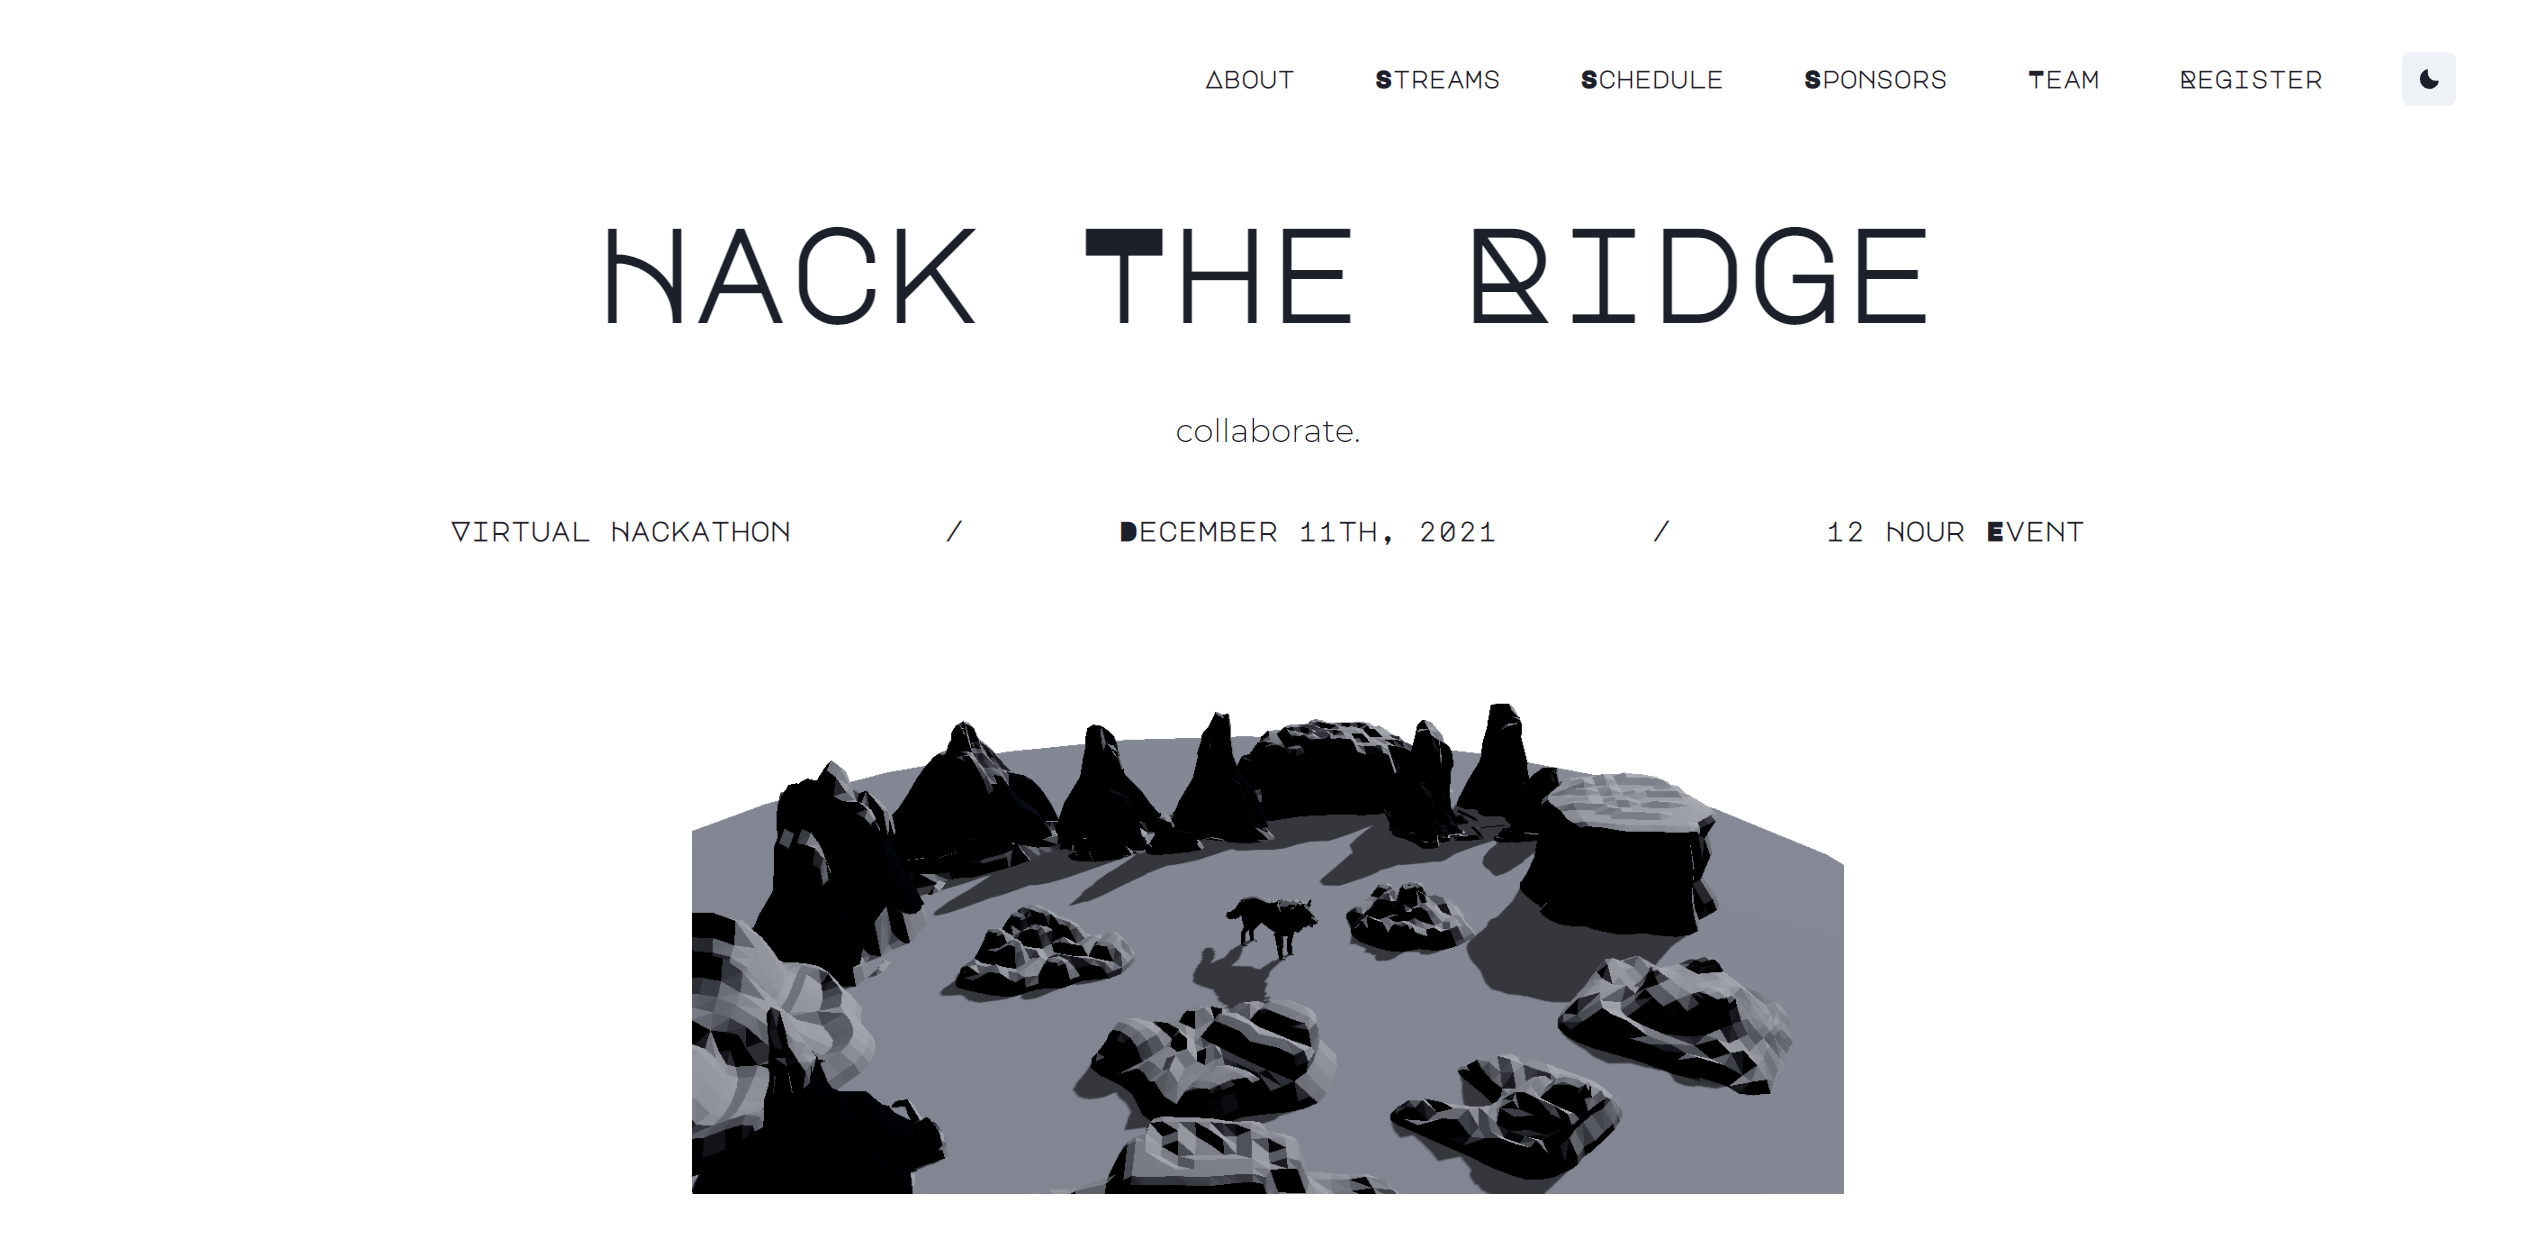 About Streams Schedule Sponsors Team Register
Hack The Ridge
collaborate.
Virtual Hackathon / December 11th, 2021 / 12 Hour Event